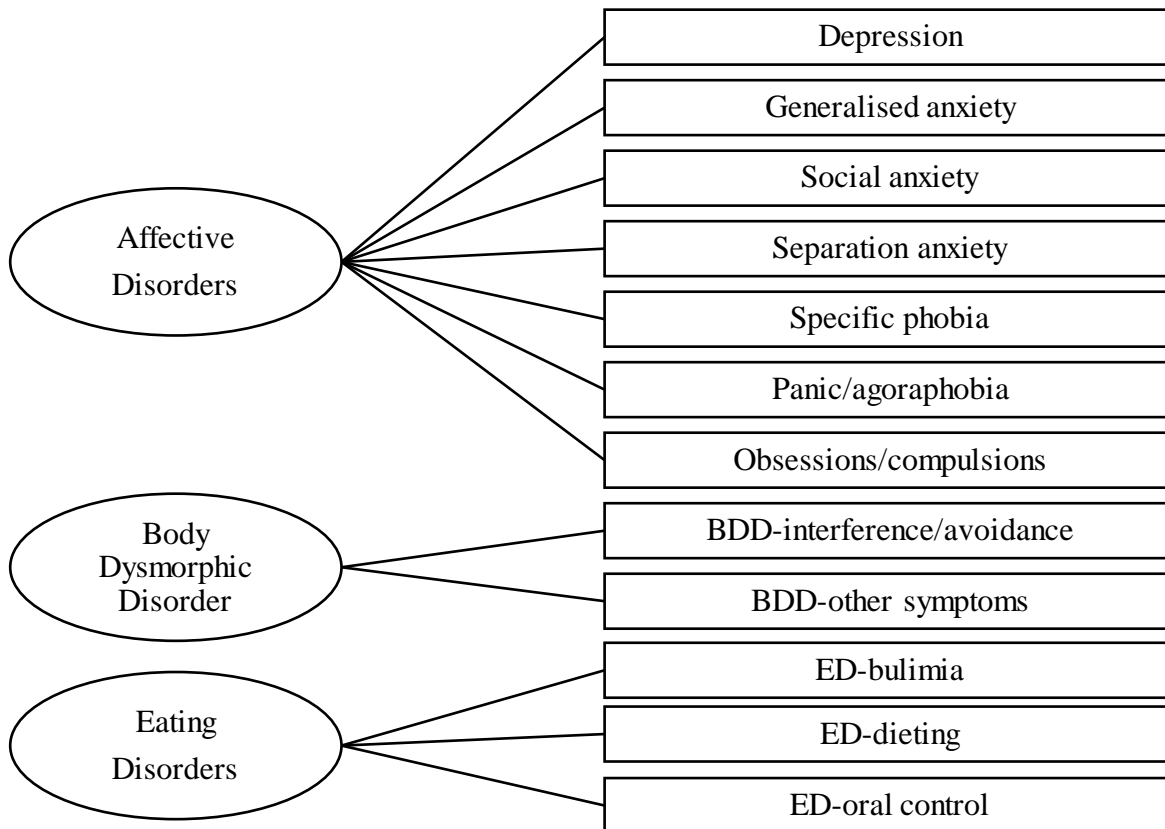 Depression
Generalised anxiety
Social anxiety
Affective
Disorders
Separation anxiety
Specific phobia
Panic/agoraphobia
Obsessions/compulsions
Body
Dysmorphic
Disorder
BDD-interference/avoidance
BDD-other symptoms
Eating
Disorders
ED-bulimia
ED-dieting
ED-oral control